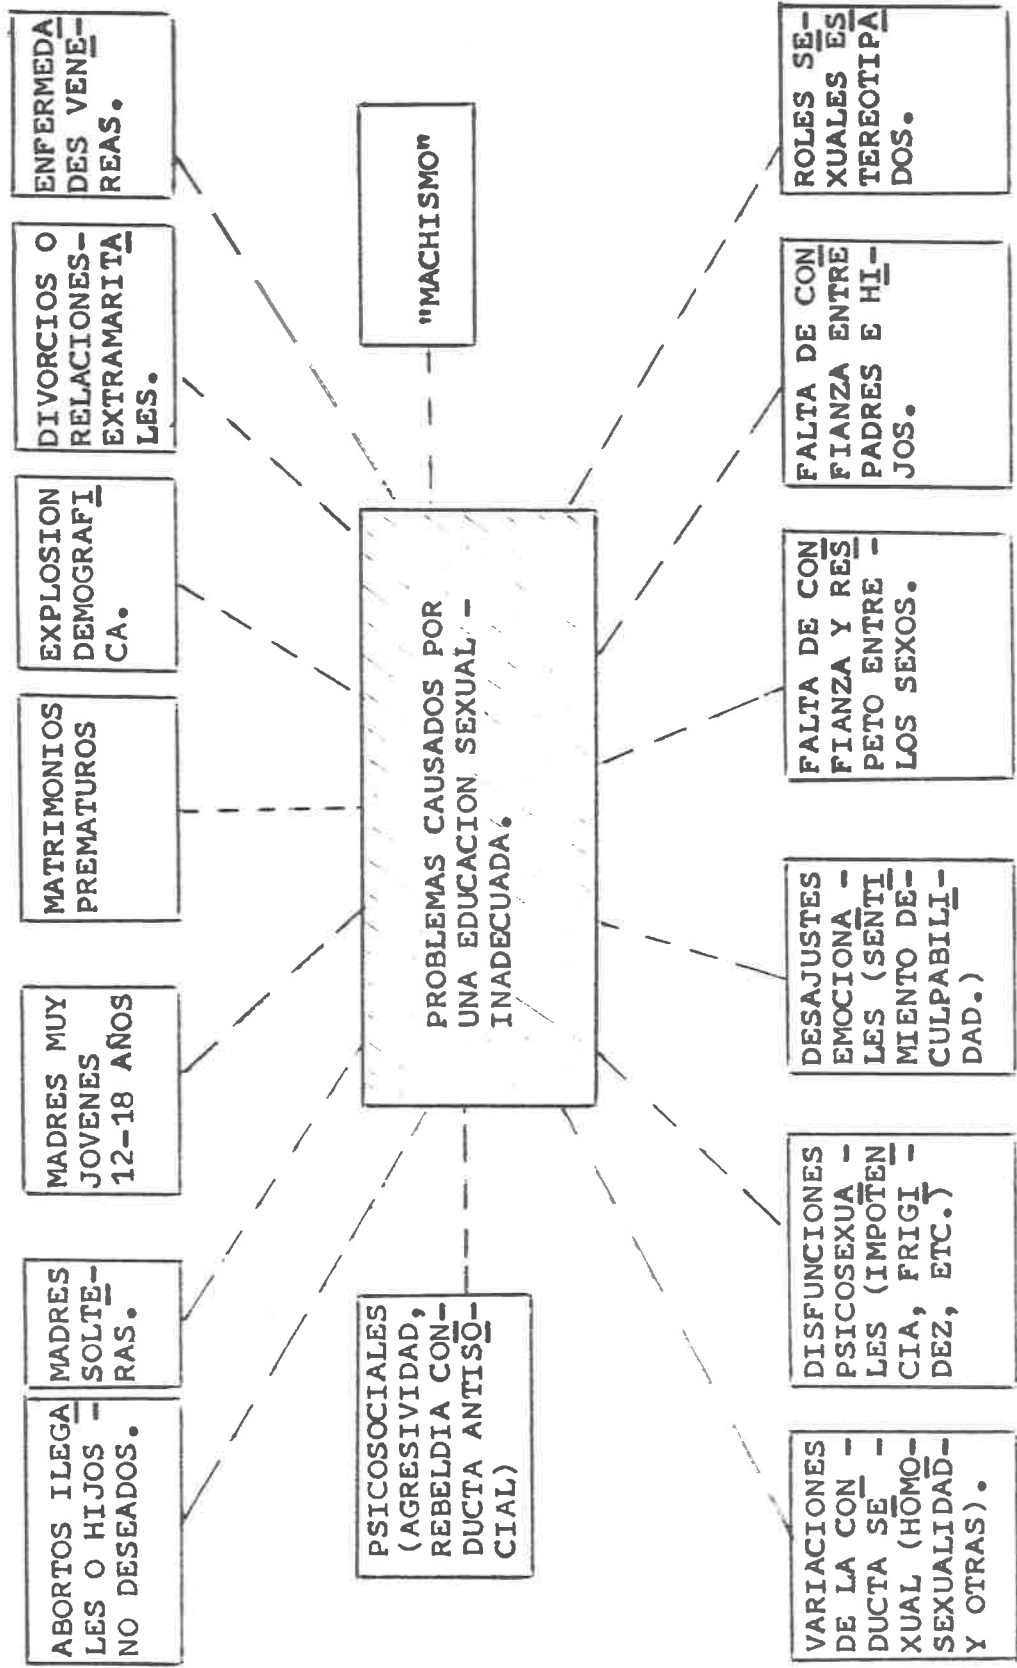 ABORTOS ILEGA
LES O HIJOS -
NO DESEADOS.
MADRES
SOLTE-
RAS.
MADRES MUY
JOVENES
12-18 AÑOS
MATRIMONIOS
PREMATUROS
EXPLOSION
DEMOGRAFI
CA.
DIVORCIOS O
RELACIONES-
EXTRAMARITA
LES.
ENFERMEDA
DES VENE-
REAS.
PSICOSOCIALES
(AGRESIVIDAD,
REBELDIA CON-
DUCTA ANTISO-
CIAL)
PROBLEMAS CAUSADOS POR
UNA EDUCACION SEXUAL -
INADECUADA.
"MACHISMO"
VARIACIONES
DE LA CON -
DUCTA SE -
XUAL (HOMO-
SEXUALIDAD-
Y OTRAS).
DISFUNCIONES
PSICOSEXUA -
LES (IMPOTEN
CIA, FRIGI -
DEZ, ETC.)
DESAJUSTES
EMOCIONA -
LES (SENTI
MIENTO DE-
CULPABILI-
DAD.)
FALTA DE CON
FIANZA Y RES
PETO ENTRE -
LOS SEXOS.
FALTA DE CON
FIANZA ENTRE
PADRES E HI-
JOS.
ROLES SE-
XUALES ES
TEREOTIPA
DOS.